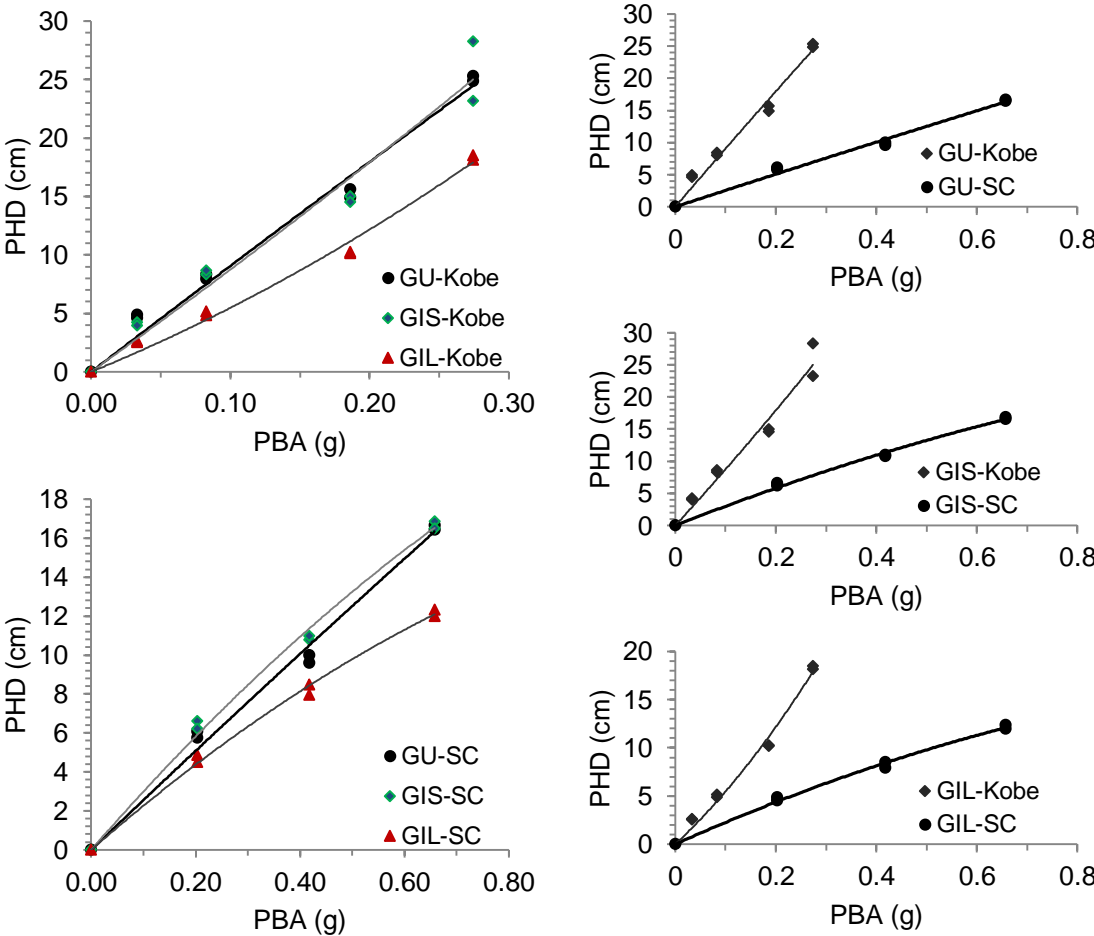 PHD (cm)
30
25
20
15
10
5
0
GU-Kobe
GIS-Kobe
GIL-Kobe
0.00 0.10 0.20 0.30
PBA (g)
PHD (cm)
18
16
14
12
10
8
6
4
2
0
GU-SC
GIS-SC
GIL-SC
0.00 0.20 0.40 0.60 0.80
PBA (g)
PHD (cm)
30
25
20
15
10
5
0
GU-Kobe
GU-SC
0 0.2 0.4 0.6 0.8
PBA (g)
PHD (cm)
30
25
20
15
10
5
0
GIS-Kobe
GIS-SC
0 0.2 0.4 0.6 0.8
PBA (g)
PHD (cm)
20
15
10
5
0
GIL-Kobe
GIL-SC
0 0.2 0.4 0.6 0.8
PBA (g)